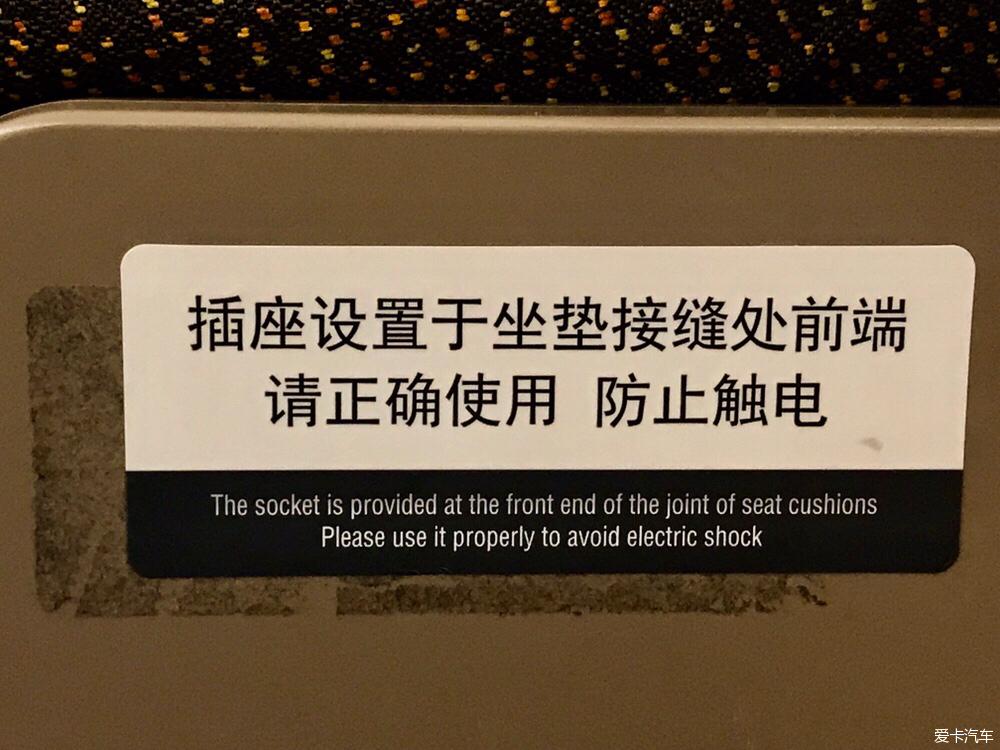 插座设置于坐垫接缝处前端
请正确使用 防止触电
The socket is provided at the front end of the joint of seat cushions
Please use it properly to avoid electric shock
爱卡汽车